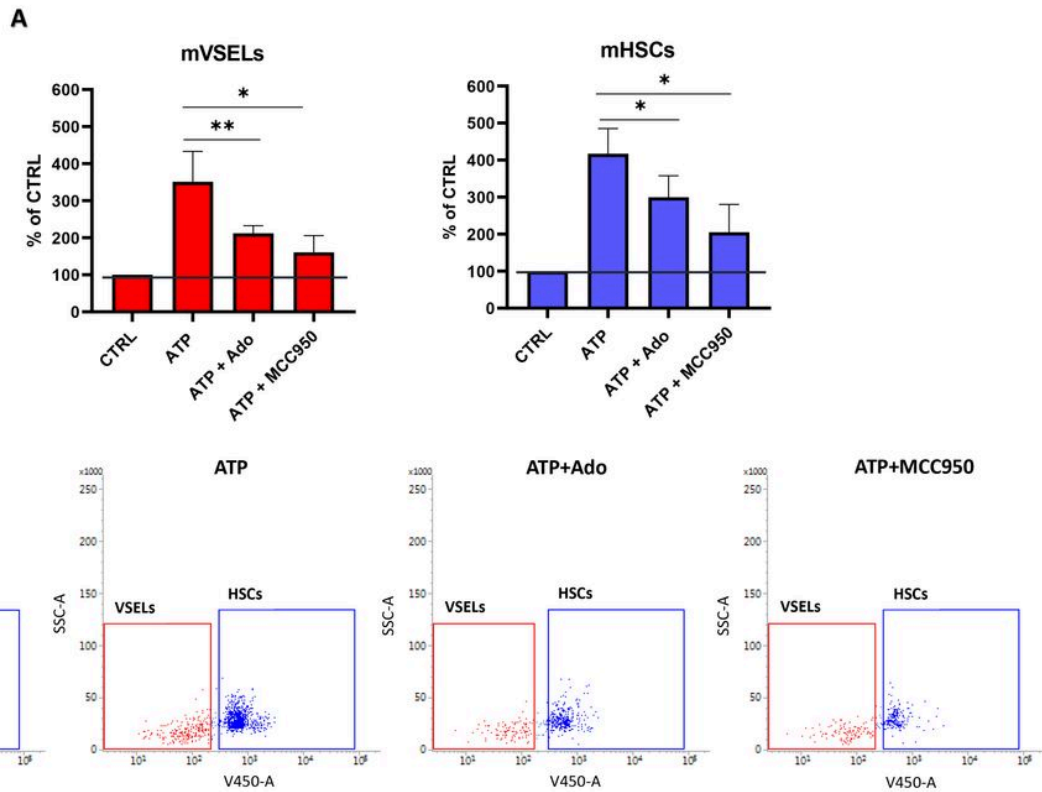 A
mVSELs
% of CTRL
600
500
400
300
200
100
0
*
**
CTRL
ATP
ATP + Ado
ATP + MCC950
mHSCs
% of CTRL
600
500
400
300
200
100
0
*
*
CTRL
ATP
ATP + Ado
ATP + MCC950
10⁵
ATP
x1000
250
200
150
100
50
0
SSC-A
VSELs
HSCs
10¹ 10² 10³ 10⁴ 10⁵
V450-A
ATP+Ado
x1000
250
200
150
100
50
0
SSC-A
VSELs
HSCs
10¹ 10² 10³ 10⁴ 10⁵
V450-A
ATP+MCC950
x1000
250
200
150
100
50
0
SSC-A
VSELs
HSCs
10¹ 10² 10³ 10⁴ 10⁵
V450-A